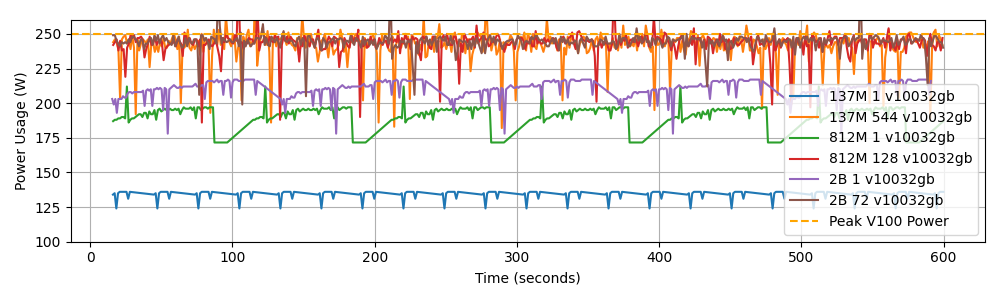 Power Usage (W)
250
225
200
175
150
125
100
0
100
200
300
400
500
600
Time (seconds)
137M 1 v10032gb
137M 544 v10032gb
812M 1 v10032gb
812M 128 v10032gb
2B 1 v10032gb
2B 72 v10032gb
Peak V100 Power